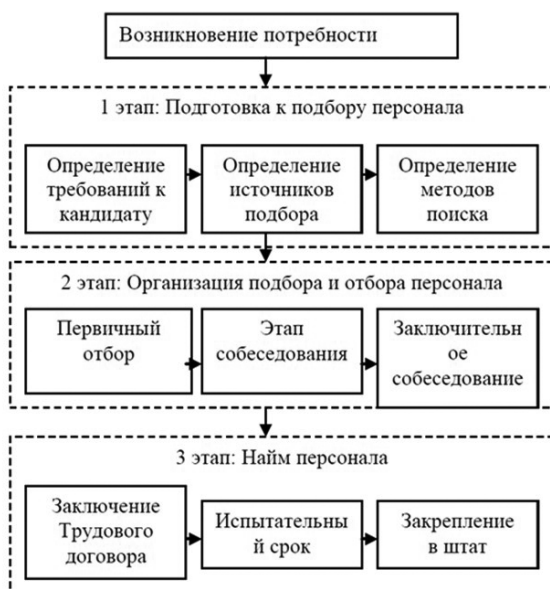 Возникновение потребности
1 этап: Подготовка к подбору персонала
Определение
требований к
кандидату
Определение
источников
подбора
Определение
методов
поиска
2 этап: Организация подбора и отбора персонала
Первичный
отбор
Этап
собеседования
Заключительн
ое
собеседование
3 этап: Найм персонала
Заключение
Трудового
договора
Испытательны
й срок
Закрепление
в штат